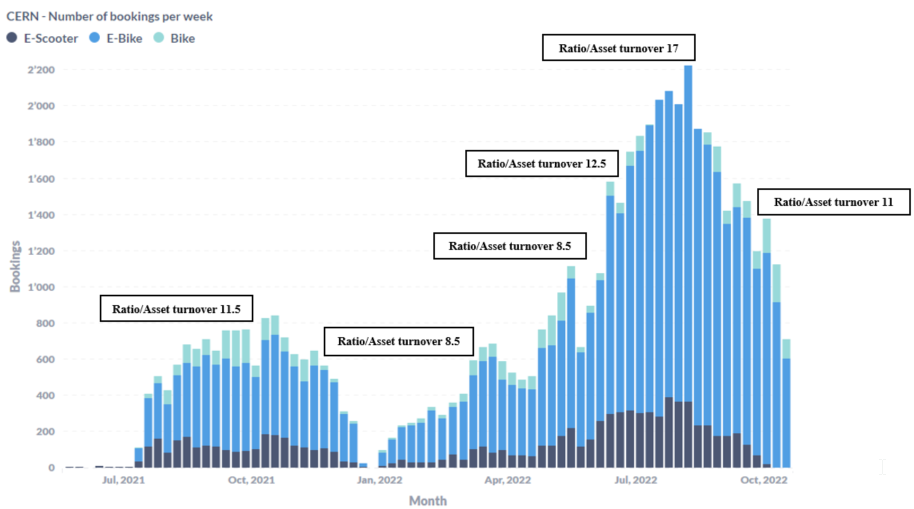 CERN - Number of bookings per week
E-Scooter E-Bike Bike
Ratio/Asset turnover 17
2'200
2'000
1'800
Ratio/Asset turnover 12.5
1'600
Ratio/Asset turnover 11
1'400
Ratio/Asset turnover 8.5
1'200
Bookings
1'000
Ratio/Asset turnover 11.5
800
Ratio/Asset turnover 8.5
600
400
200
0
Jul, 2021 Oct, 2021 Jan, 2022 Apr, 2022 Jul, 2022 Oct, 2022
Month